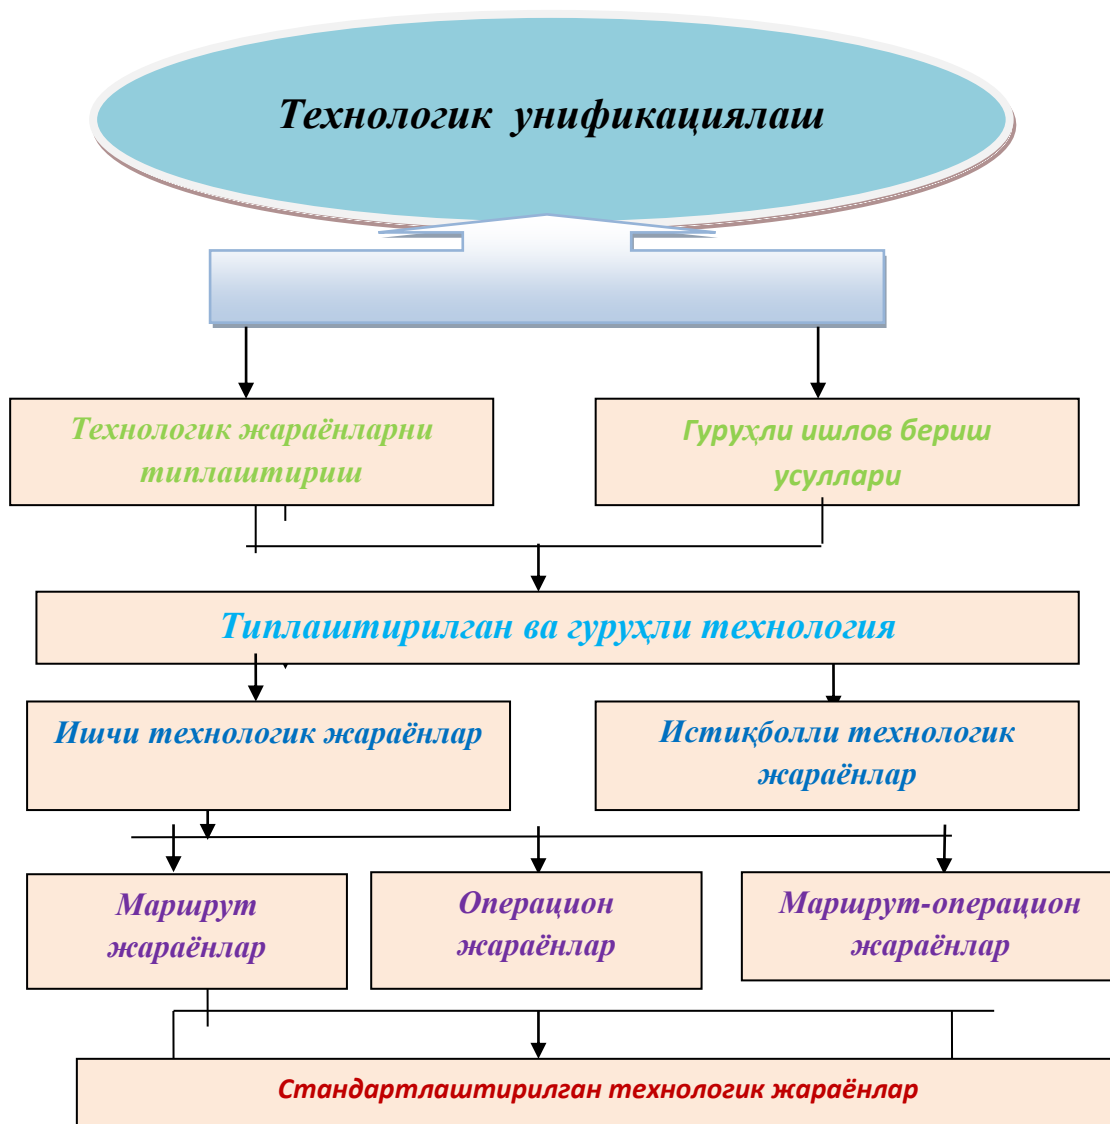 Технологик унификациялаш
Технологик жараёнларни
типлаштириш
Гуруҳли ишлов бериш
усуллари
Типлаштирилган ва гуруҳли технология
Ишчи технологик жараёнлар
Истиқболли технологик
жараёнлар
Маршрут
жараёнлар
Операцион
жараёнлар
Маршрут-операцион
жараёнлар
Стандартлаштирилган технологик жараёнлар